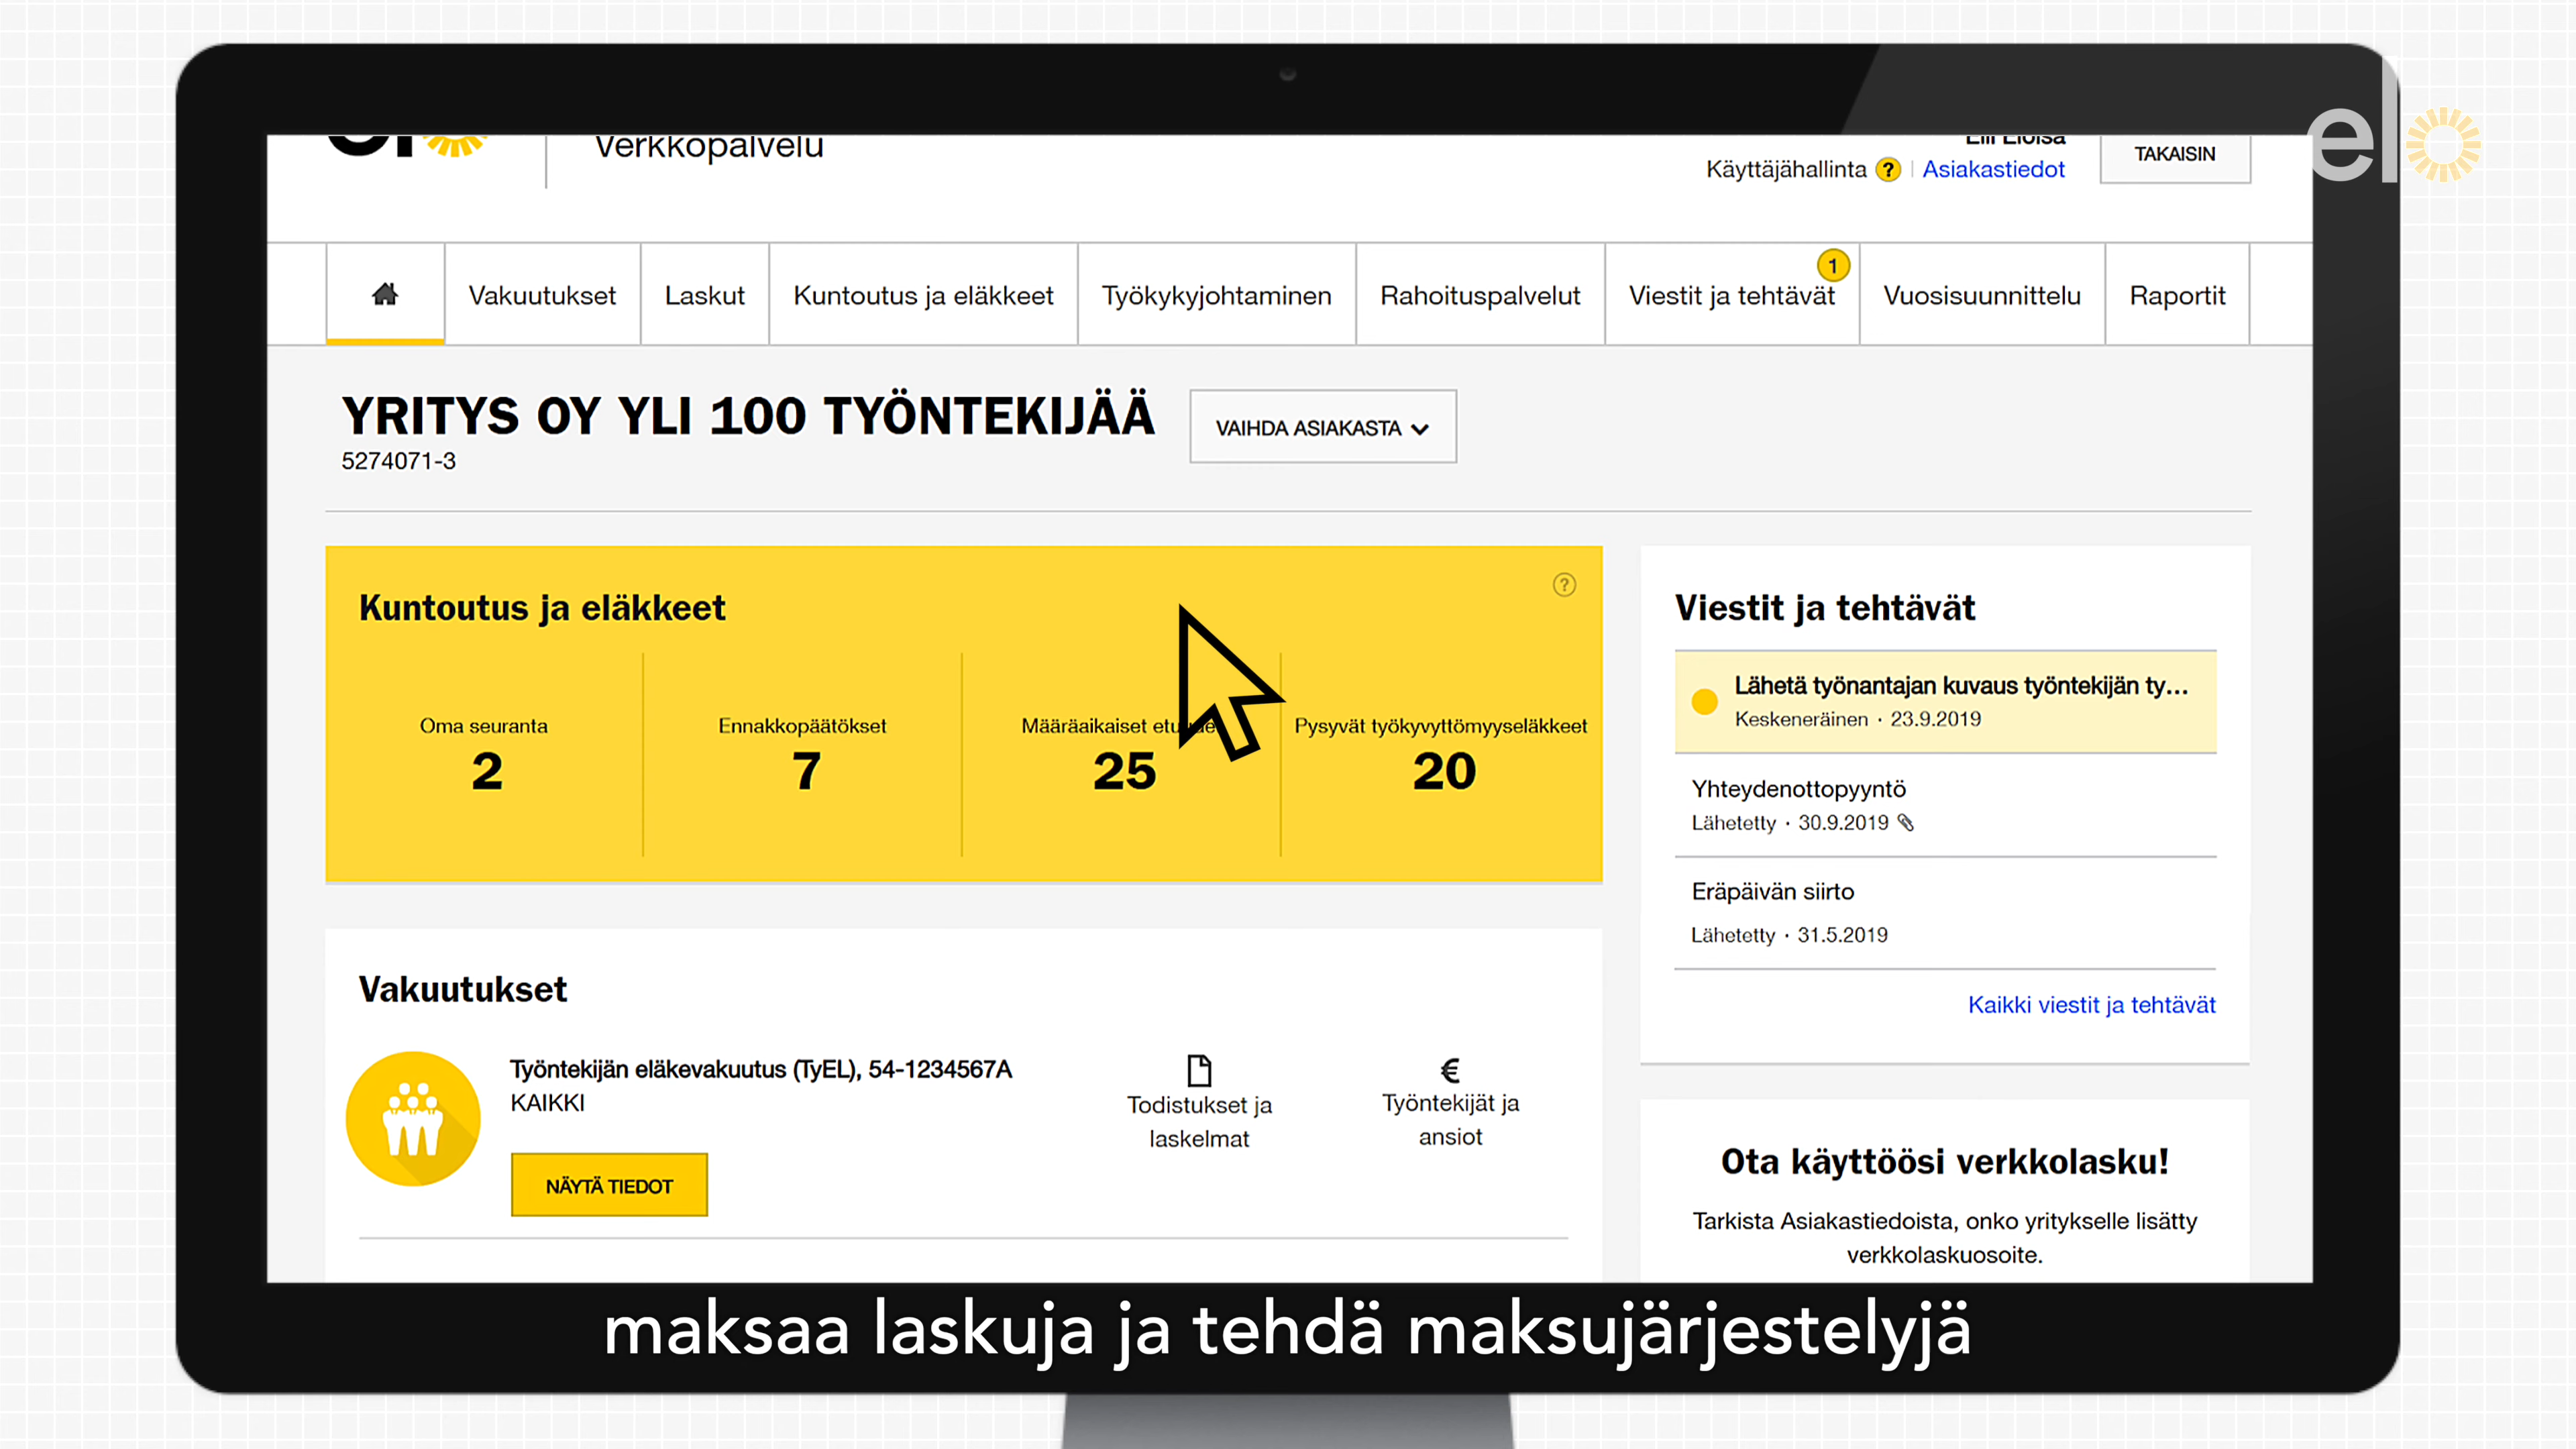 elo
Verkkopalvelu
Elli Eloisa
Käyttäjähallinta ? | Asiakastiedot
TAKAISIN
Vakuutukset
Laskut
Kuntoutus ja eläkkeet
Työkykyjohtaminen
Rahoituspalvelut
Viestit ja tehtävät
1
Vuosisuunnittelu
Raportit
YRITYS OY YLI 100 TYÖNTEKIJÄÄ
5274071-3
VAIHDA ASIAKASTA
Kuntoutus ja eläkkeet
?
Oma seuranta
2
Ennakkopäätökset
7
Määräaikaiset
25
Pysyvät työkyvyttömyyseläkkeet
20
Viestit ja tehtävät
Lähetä työnantajan kuvaus työntekijän ty...
Keskeneräinen · 23.9.2019
Yhteydenottopyyntö
Lähetetty · 30.9.2019
Eräpäivän siirto
Lähetetty · 31.5.2019
Kaikki viestit ja tehtävät
Vakuutukset
Työntekijän eläkevakuutus (TyEL), 54-1234567A
KAIKKI
NÄYTÄ TIEDOT
Todistukset ja
laskelmat
€
Työntekijät ja
ansiot
Ota käyttöösi verkkolasku!
Tarkista Asiakastiedoista, onko yritykselle lisätty
verkkolaskuosoite.
maksaa laskuja ja tehdä maksujärjestelyjä